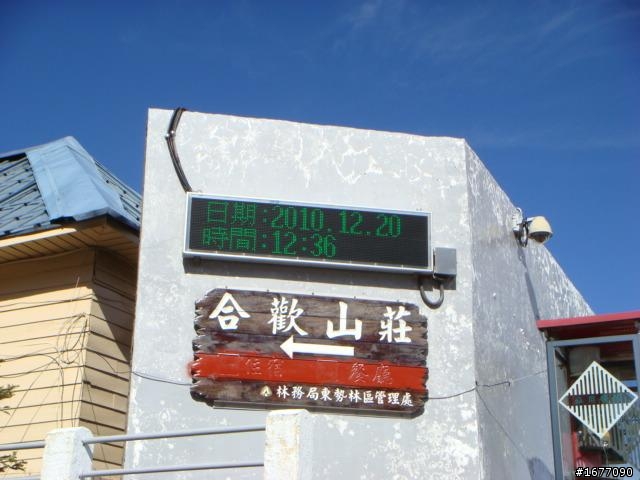 日期:2010.12.20
時間:12:36
合歡山莊
住宿 餐廳
林務局東勢林區管理處
#1677090